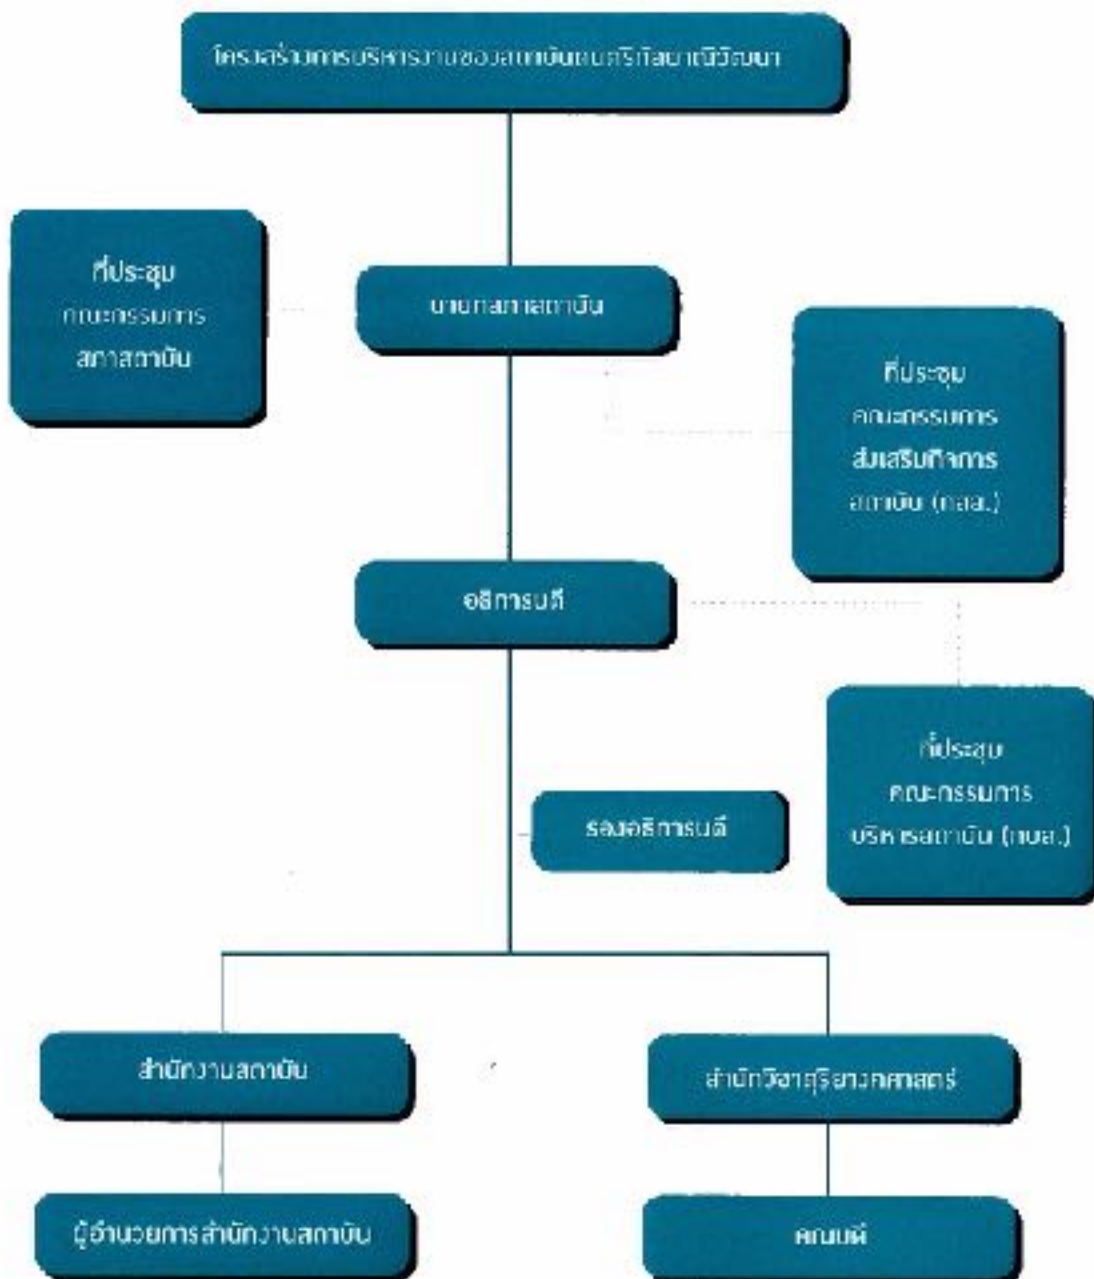 โครงสร้างการบริหารงานของสถาบันดนตรีกัลยาณิวัฒนา
ที่ประชุม
คณะกรรมการ
สภาสถาบัน
นายกสภาสถาบัน
ที่ประชุม
คณะกรรมการ
ส่งเสริมกิจการ
สถาบัน (กสส.)
อธิการบดี
ที่ประชุม
คณะกรรมการ
บริหารสถาบัน (กบส.)
รองอธิการบดี
สำนักงานสถาบัน
สำนักวิชาดุริยางคศาสตร์
ผู้อำนวยการสำนักงานสถาบัน
คณบดี